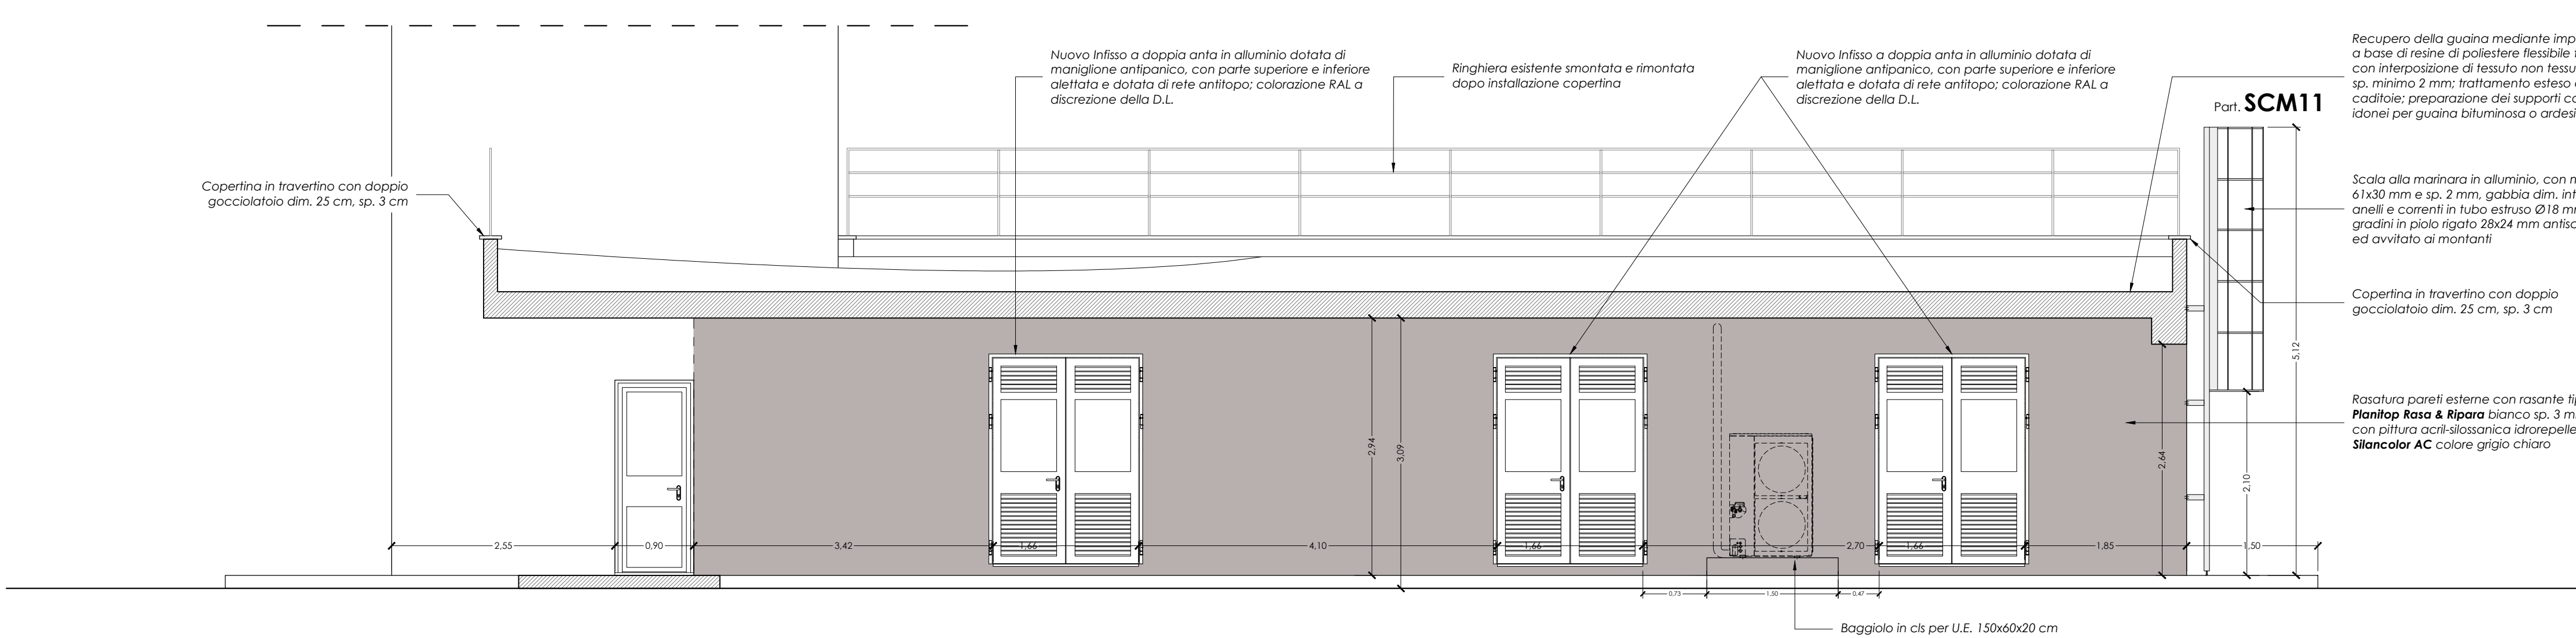 Nuovo Infisso a doppia anta in alluminio dotata di
maniglione antipanico, con parte superiore e inferiore
alettata e dotata di rete antitopo; colorazione RAL a
discrezione della D.L.
Ringhiera esistente smontata e rimontata
dopo installazione copertina
Nuovo Infisso a doppia anta in alluminio dotata di
maniglione antipanico, con parte superiore e inferiore
alettata e dotata di rete antitopo; colorazione RAL a
discrezione della D.L.
Recupero della guaina mediante
a base di resine di poliestere flessibile
con interposizione di tessuto non
sp. minimo 2 mm; trattamento esteso
caditoie; preparazione dei supporti
idonei per guaina bituminosa o
Part. SCM11
Copertina in travertino con doppio
gocciolatoio dim. 25 cm, sp. 3 cm
Scala alla marinara in alluminio, con
61x30 mm e sp. 2 mm, gabbia dim.
anelli e correnti in tubo estruso Ø18
gradini in piolo rigato 28x24 mm
ed avvitato ai montanti
Copertina in travertino con doppio
gocciolatoio dim. 25 cm, sp. 3 cm
Rasatura pareti esterne con rasante
Planitop Rasa & Ripara bianco sp. 3
con pittura acril-silossanica
Silancolor AC colore grigio chiaro
5,12
2,94
3,09
2,64
2,10
2,55
0,90
3,42
1,66
4,10
1,66
2,70
1,66
1,85
1,50
0,73
1,50
0,47
Baggiolo in cls per U.E. 150x60x20 cm